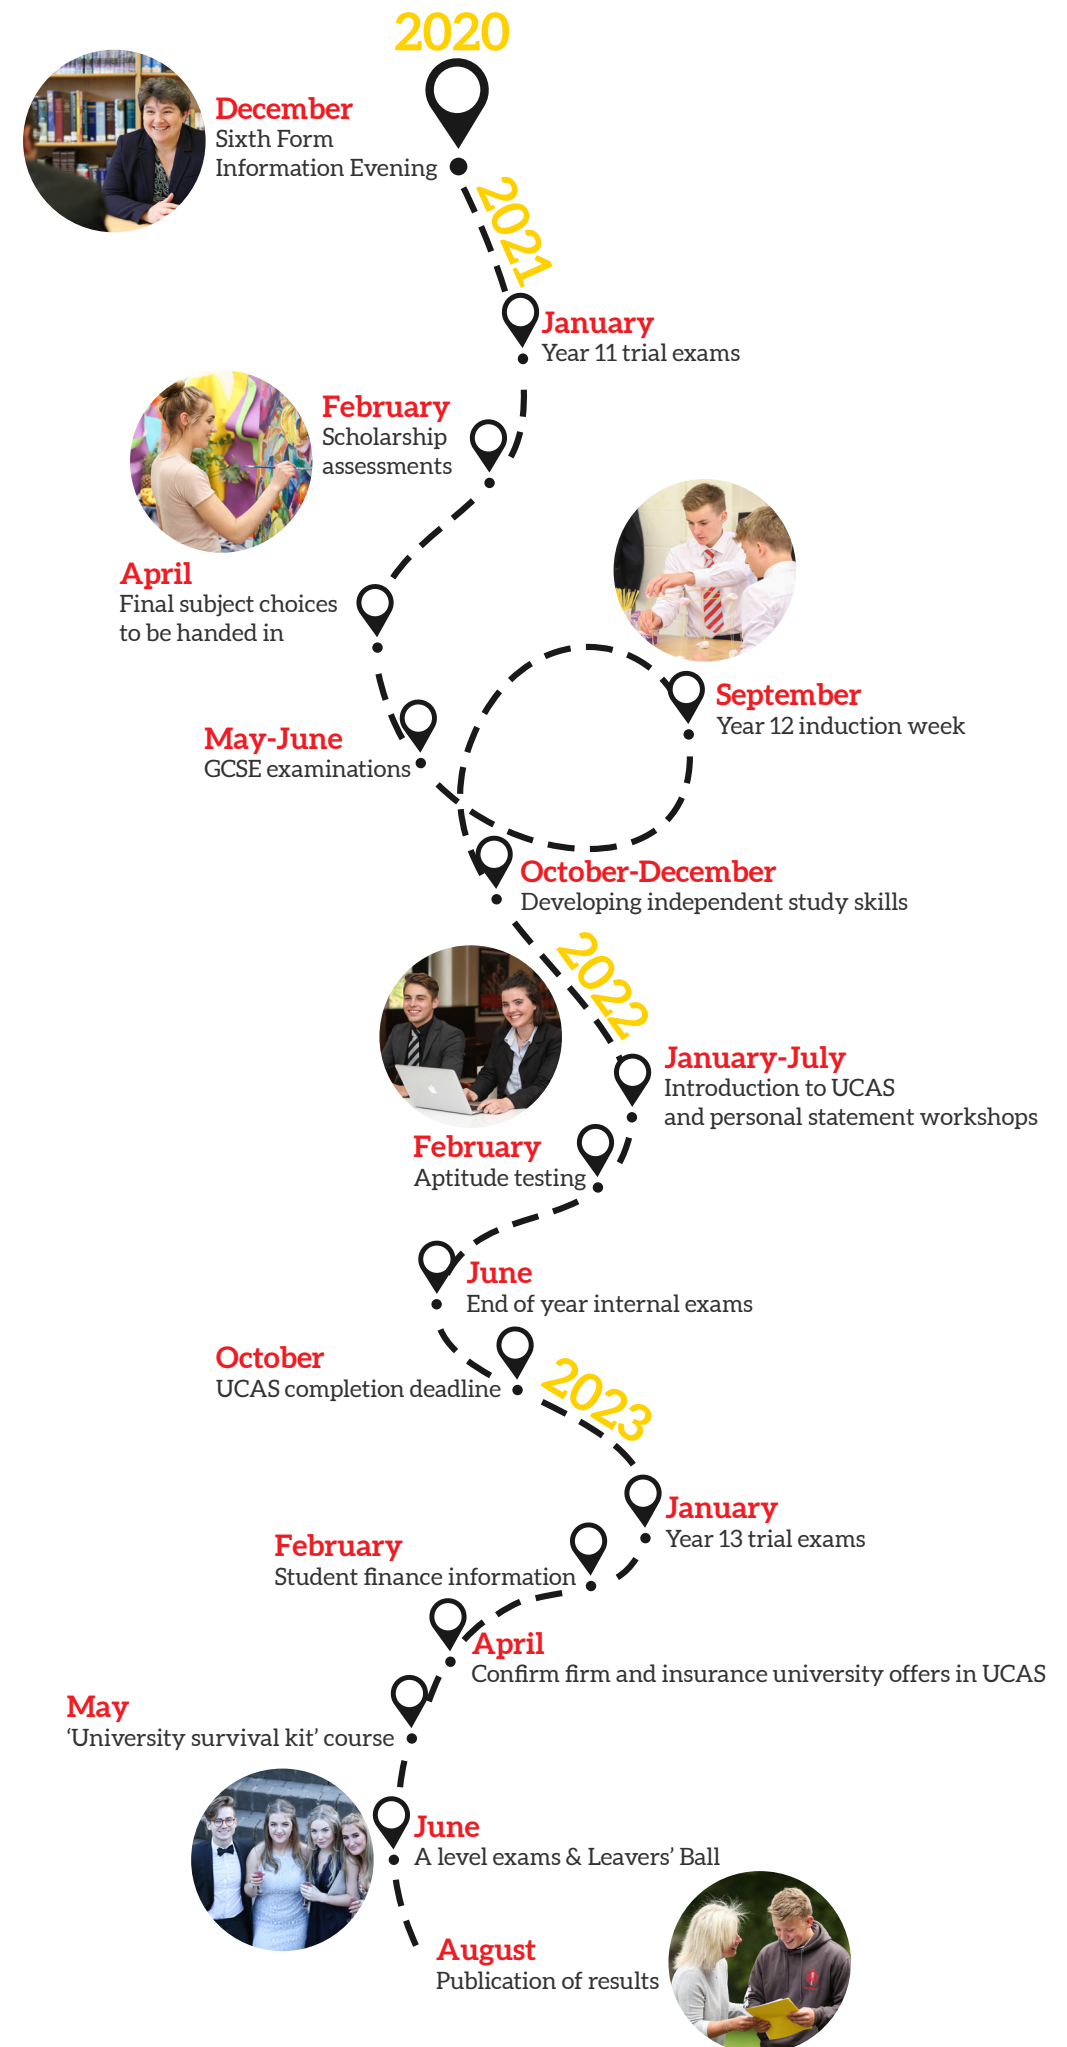 2020
December
Sixth Form
Information Evening
2021
January
Year 11 trial exams
February
Scholarship
assessments
April
Final subject choices
to be handed in
May-June
GCSE examinations
September
Year 12 induction week
October-December
Developing independent study skills
2022
January-July
Introduction to UCAS
and personal statement workshops
February
Aptitude testing
June
End of year internal exams
October
UCAS completion deadline
2023
January
Year 13 trial exams
February
Student finance information
April
Confirm firm and insurance university offers in UCAS
May
‘University survival kit’ course
June
A level exams & Leavers’ Ball
August
Publication of results